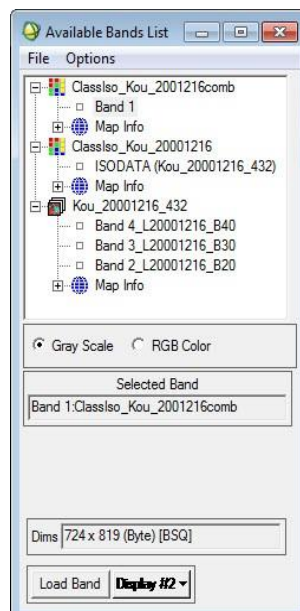 Available Bands List
File Options
ClassIso_Kou_2001216comb
Band 1
Map Info
ClassIso_Kou_20001216
ISODATA (Kou_20001216_432)
Map Info
Kou_20001216_432
Band 4_L20001216_B40
Band 3_L20001216_B30
Band 2_L20001216_B20
Map Info
Gray Scale RGB Color
Selected Band
Band 1:ClassIso_Kou_2001216comb
Dims 724 x 819 (Byte) [BSQ]
Load Band Display #2